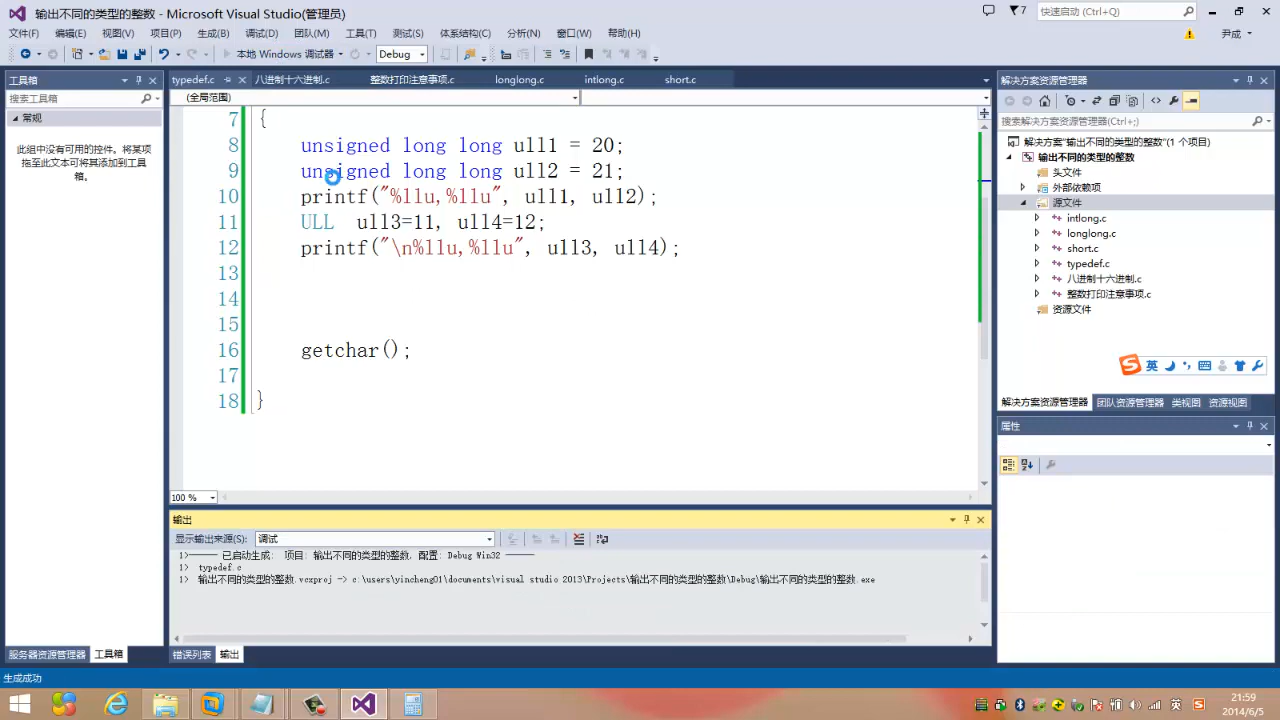 输出不同的类型的整数 - Microsoft Visual Studio(管理员)
7
快速启动 (Ctrl+Q)
文件(F) 编辑(E) 视图(V) 项目(P) 生成(B) 调试(D) 团队(M) 工具(T) 测试(S) 体系结构(C) 分析(N) 窗口(W) 帮助(H)
尹成
本地 Windows 调试器 Debug
工具箱
搜索工具箱
常规
此组中没有可用的控件。将某项
拖至此文本可将其添加到工具
箱。
服务器资源管理器 工具箱
typedef.c 八进制十六进制.c 整数打印注意事项.c longlong.c intlong.c short.c
(全局范围)
7 {
8 unsigned long long ull1 = 20;
9 unsigned long long ull2 = 21;
10 printf("%llu,%llu", ull1, ull2);
11 ULL ull3=11, ull4=12;
12 printf("\n%llu,%llu", ull3, ull4);
13
14
15
16 getchar();
17
18 }
100 %
输出
显示输出来源(S): 调试
1>------ 已启动生成: 项目: 输出不同的类型的整数, 配置: Debug Win32 ------
1> typedef.c
1> 输出不同的类型的整数.vcxproj -> c:\users\yincheng01\documents\visual studio 2013\Projects\输出不同的类型的整数\Debug\输出不同的类型的整数.exe
错误列表 输出
解决方案资源管理器
搜索解决方案资源管理器(Ctrl+;)
解决方案"输出不同的类型的整数"(1 个项目)
输出不同的类型的整数
外部依赖项
头文件
源文件
intlong.c
longlong.c
short.c
typedef.c
八进制十六进制.c
整数打印注意事项.c
资源文件
英
解决方案资源管理器 团队资源管理器 类视图 资源视图
属性
生成成功
英
21:59
2014/6/5